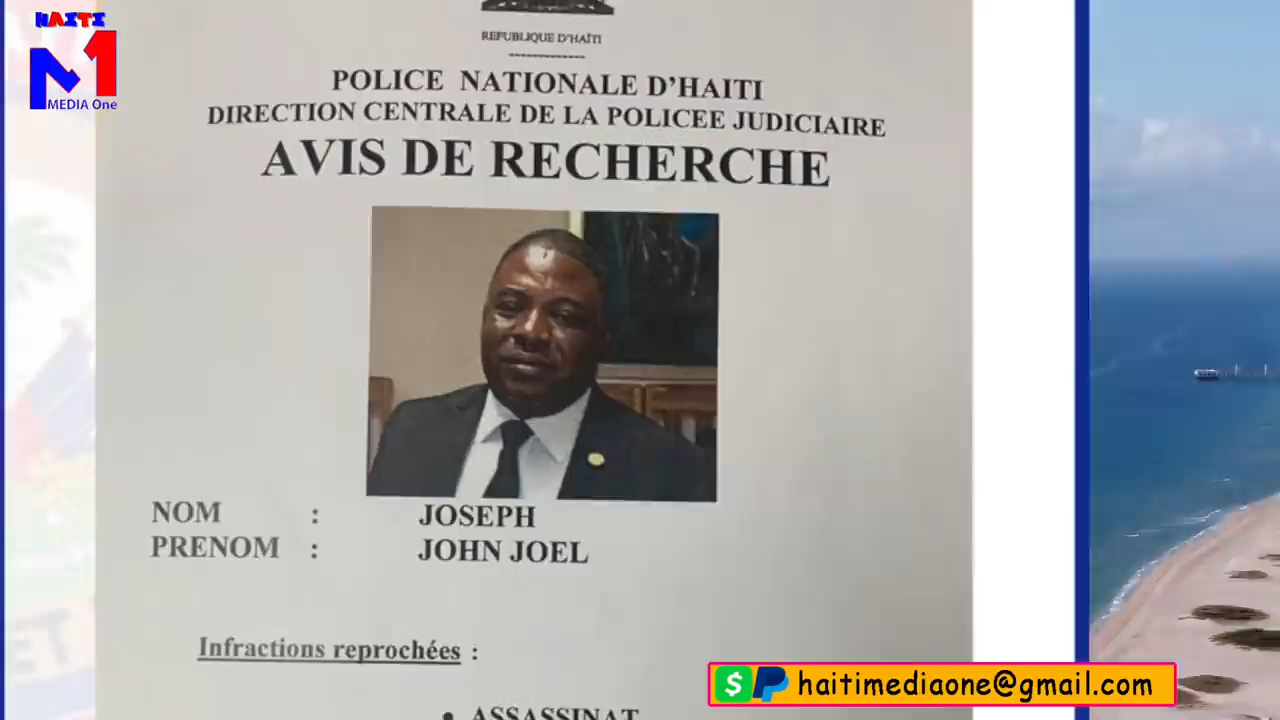 HAITI
M1
MEDIA One
REPUBLIQUE D'HAÏTI
POLICE NATIONALE D'HAITI
DIRECTION CENTRALE DE LA POLICEE JUDICIAIRE
AVIS DE RECHERCHE
NOM : JOSEPH
PRENOM : JOHN JOEL
Infractions reprochées :
• ASSASSINAT
$ P haitimediaone@gmail.com